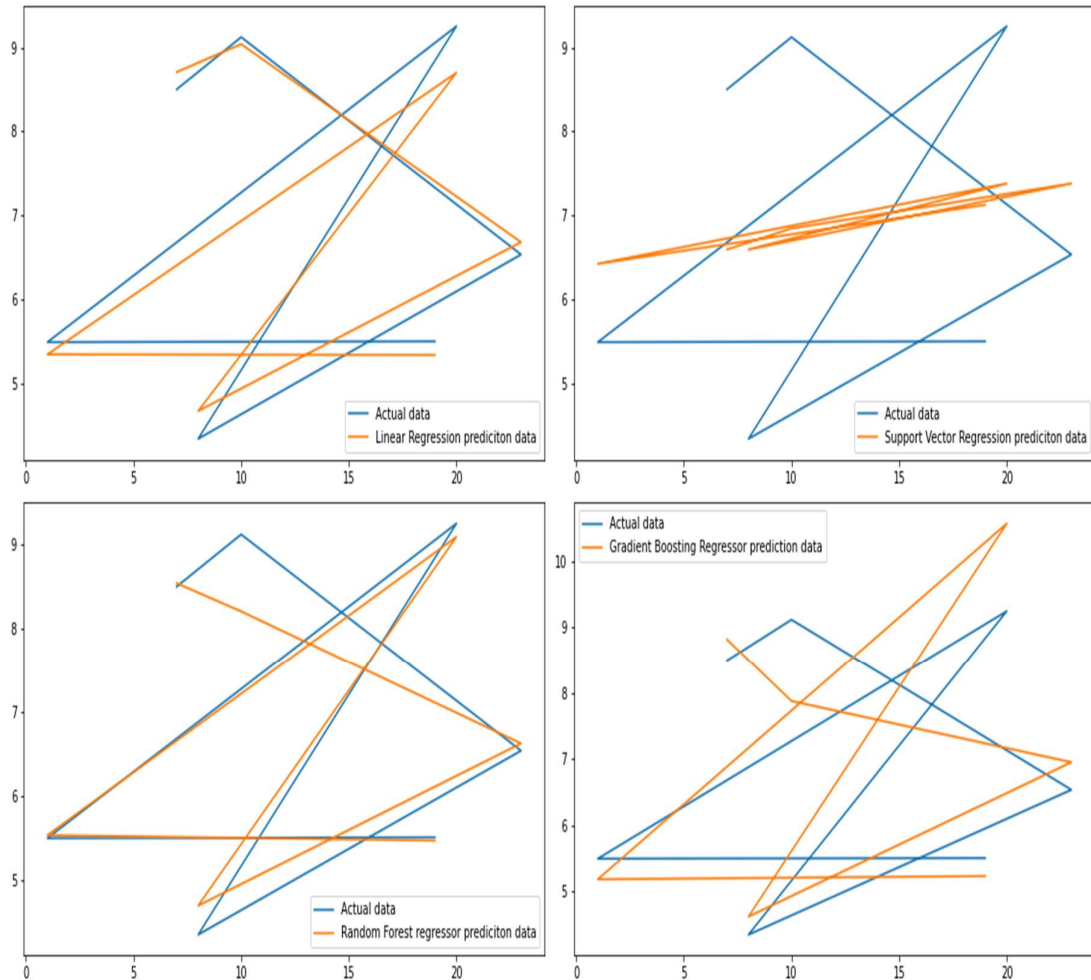 9
8
7
6
5
0 5 10 15 20
Actual data
Linear Regression prediciton data
9
8
7
6
5
0 5 10 15 20
Actual data
Support Vector Regression prediciton data
9
8
7
6
5
0 5 10 15 20
Actual data
Random Forest regressor prediciton data
Actual data
Gradient Boosting Regressor prediction data
10
9
8
7
6
5
0 5 10 15 20